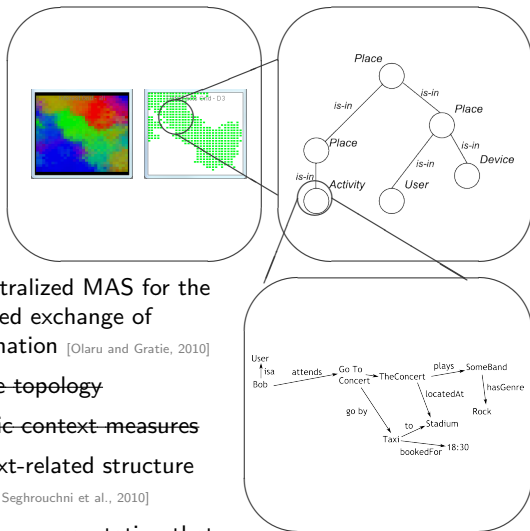 Place
is-in
is-in
Place
Place
is-in
is-in
is-in
Device
Activity
User
tralized MAS for the
ed exchange of
nation [Olaru and Gratie, 2010]
e topology
ic context measures
xt-related structure
Seghrouchni et al., 2010]
User
isa
Bob
attends
Go To
Concert
TheConcert
plays
SomeBand
hasGenre
Rock
locatedAt
go by
to
Stadium
Taxi
bookedFor
18:30